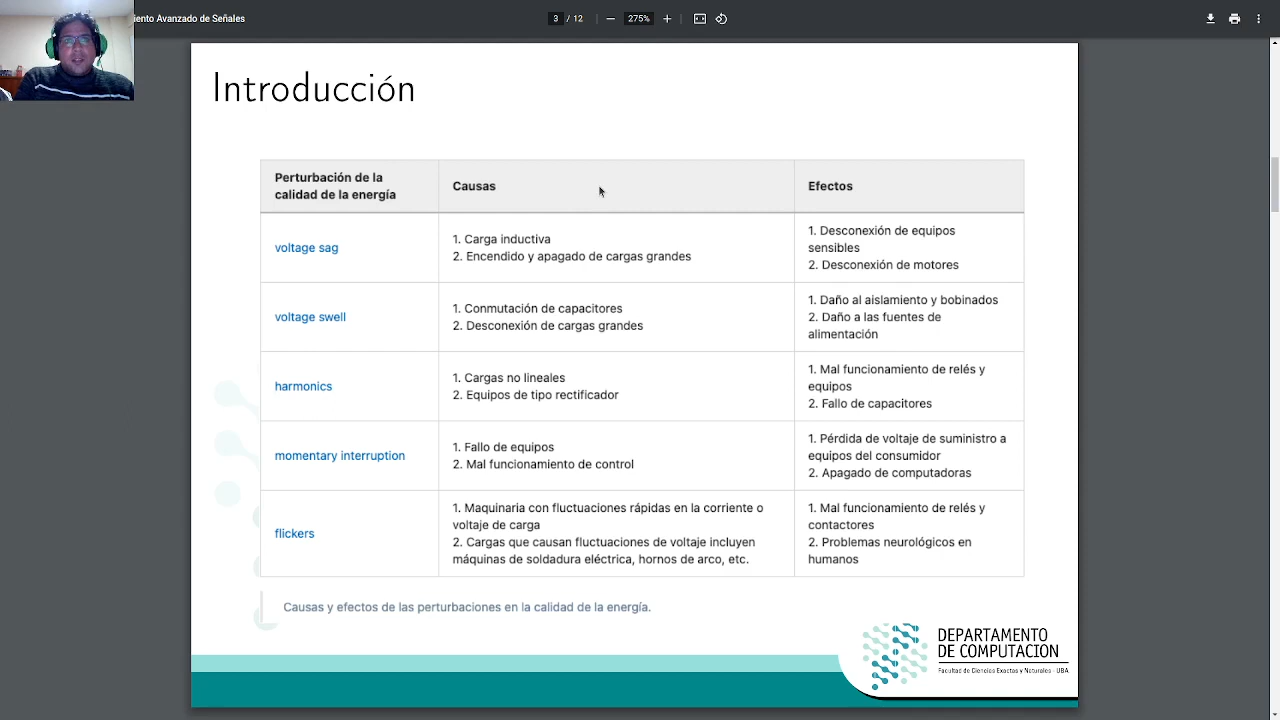 iento Avanzado de Señales
3 / 12
275%
Introducción
Perturbación de la
calidad de la energía
Causas
Efectos
voltage sag
1. Carga inductiva
2. Encendido y apagado de cargas grandes
1. Desconexión de equipos
sensibles
2. Desconexión de motores
voltage swell
1. Conmutación de capacitores
2. Desconexión de cargas grandes
1. Daño al aislamiento y bobinados
2. Daño a las fuentes de
alimentación
harmonics
1. Cargas no lineales
2. Equipos de tipo rectificador
1. Mal funcionamiento de relés y
equipos
2. Fallo de capacitores
momentary interruption
1. Fallo de equipos
2. Mal funcionamiento de control
1. Pérdida de voltaje de suministro a
equipos del consumidor
2. Apagado de computadoras
flickers
1. Maquinaria con fluctuaciones rápidas en la corriente o
voltaje de carga
2. Cargas que causan fluctuaciones de voltaje incluyen
máquinas de soldadura eléctrica, hornos de arco, etc.
1. Mal funcionamiento de relés y
contactores
2. Problemas neurológicos en
humanos
Causas y efectos de las perturbaciones en la calidad de la energía.
DEPARTAMENTO
DE COMPUTACION
Facultad de Ciencias Exactas y Naturales - UBA